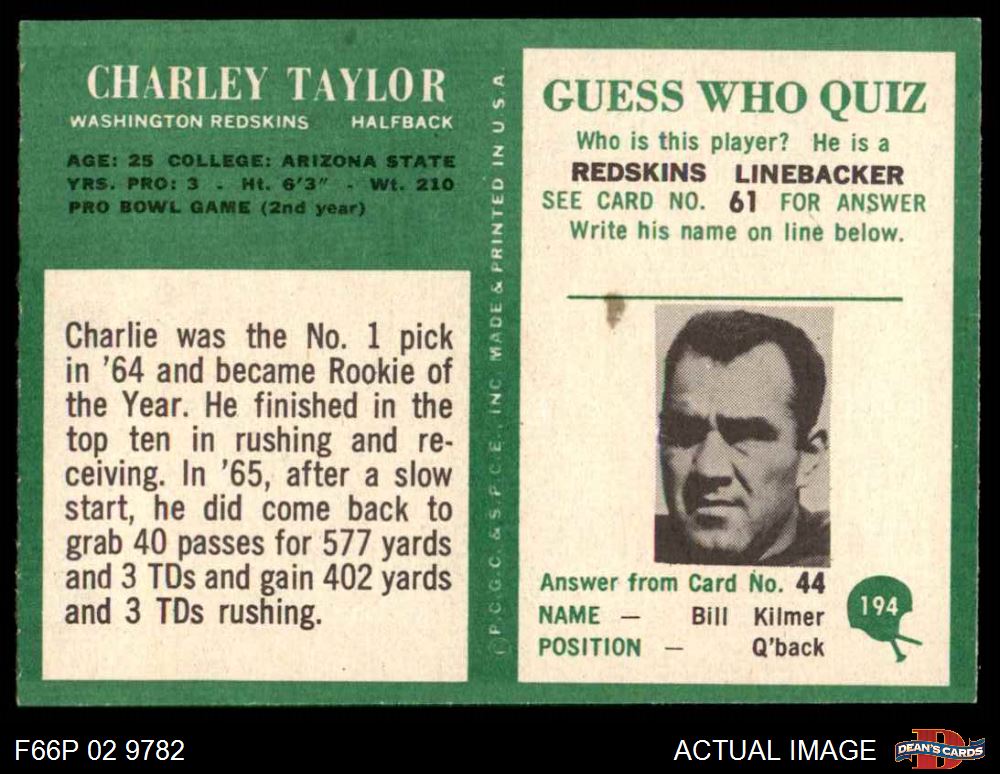 CHARLEY TAYLOR
WASHINGTON REDSKINS HALFBACK
AGE: 25 COLLEGE: ARIZONA STATE
YRS. PRO: 3 - Ht. 6'3" - Wt. 210
PRO BOWL GAME (2nd year)
Charlie was the No. 1 pick
in '64 and became Rookie of
the Year. He finished in the
top ten in rushing and re-
ceiving. In '65, after a slow
start, he did come back to
grab 40 passes for 577 yards
and 3 TDs and gain 402 yards
and 3 TDs rushing.
© P.C.G.C. & S.P.C.E., INC. MADE & PRINTED IN U.S.A.
GUESS WHO QUIZ
Who is this player? He is a
REDSKINS LINEBACKER
SEE CARD NO. 61 FOR ANSWER
Write his name on line below.
Answer from Card No. 44
NAME — Bill Kilmer
POSITION — Q'back
194
F66P 02 9782
ACTUAL IMAGE
D
DEAN'S CARDS